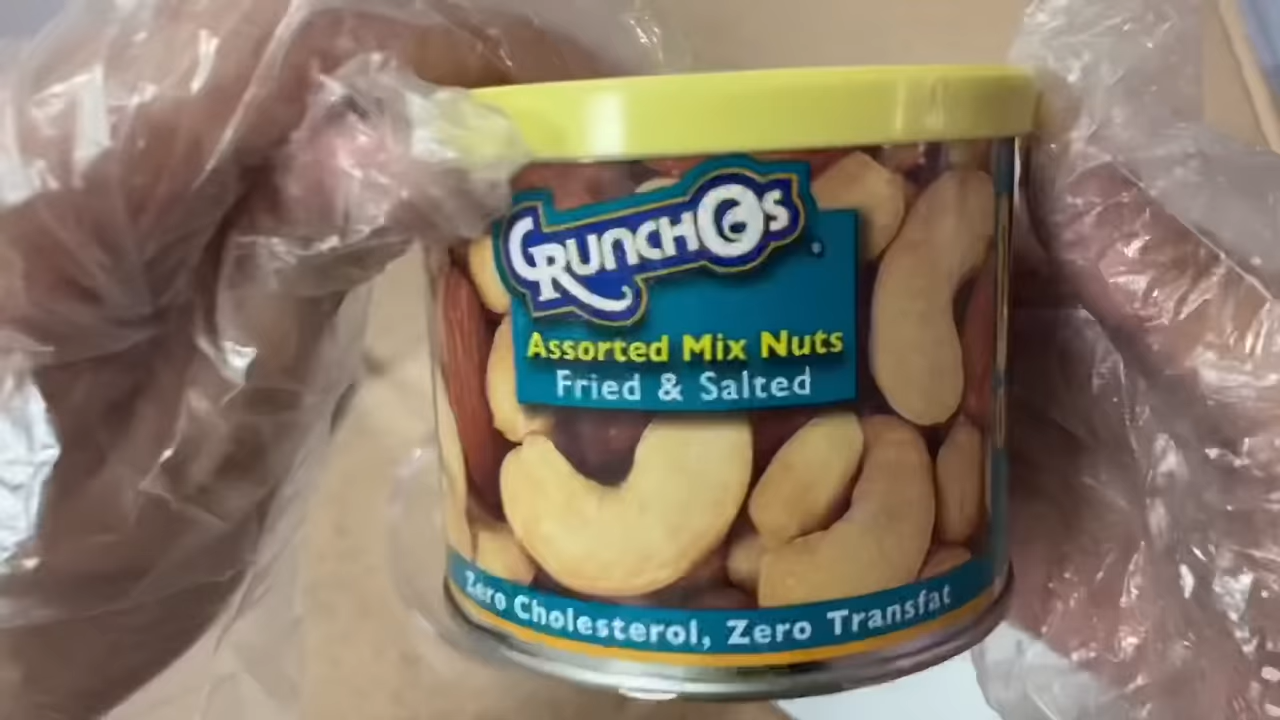 CRUNCHOS
Assorted Mix Nuts
Fried & Salted
Zero Cholesterol, Zero Transfat